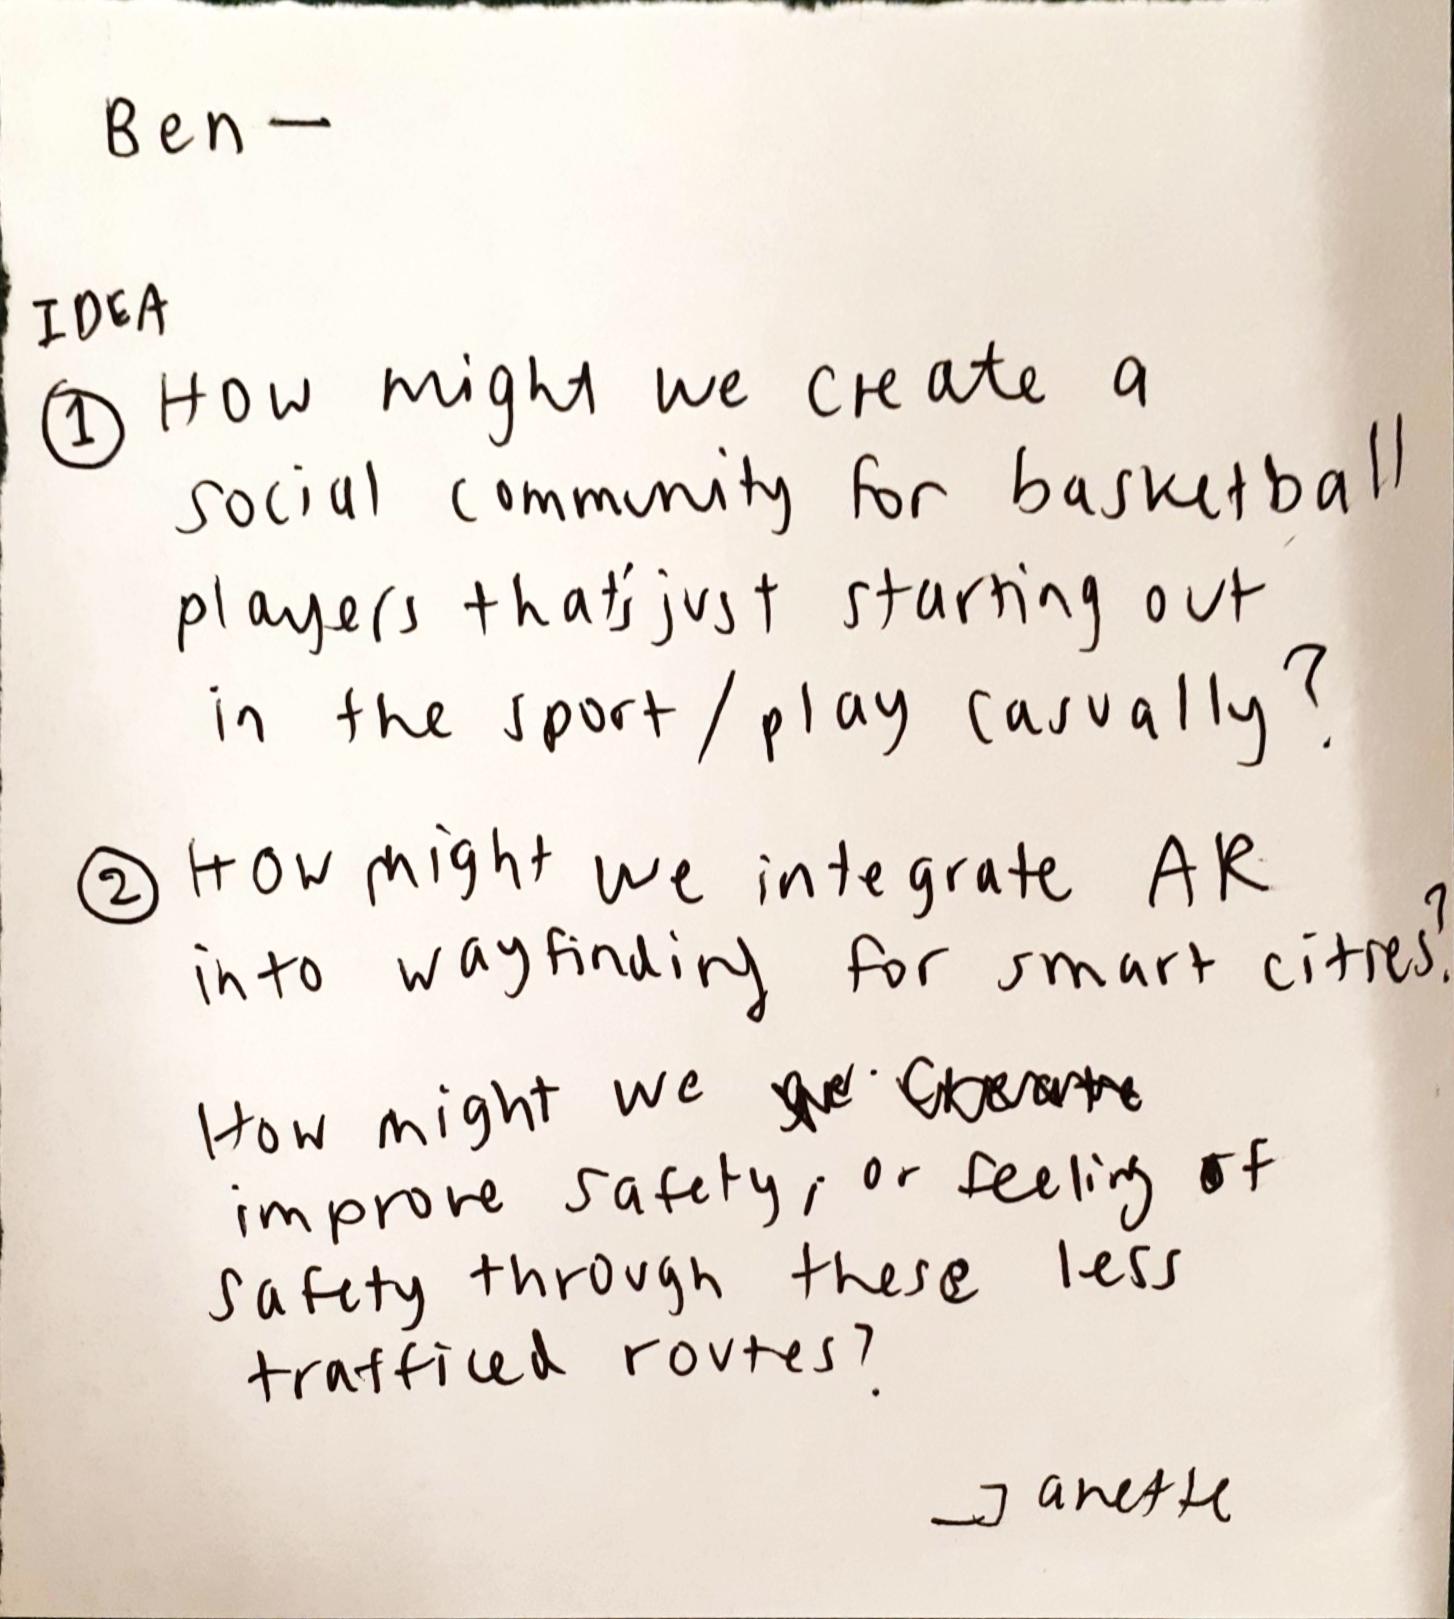 Ben —
IDEA
① How might we create a
social community for basketball
players that's just starting out
in the sport / play casually?
② How might we integrate AR
into wayfinding for smart cities?
How might we
improve safety, or feeling of
safety through these less
trafficed routes?
Janette